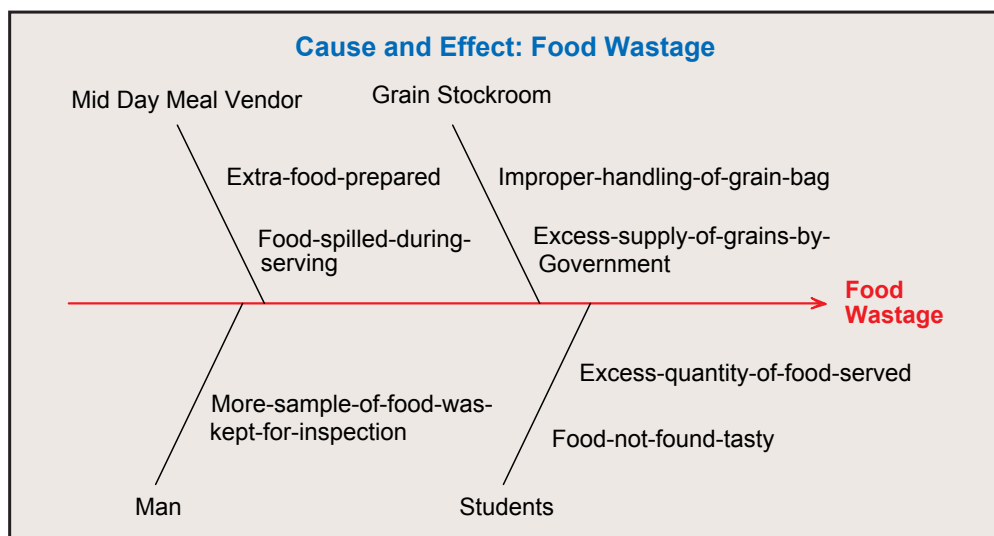 Cause and Effect: Food Wastage
Mid Day Meal Vendor
Grain Stockroom
Extra-food-prepared
Improper-handling-of-grain-bag
Food-spilled-during-
serving
Excess-supply-of-grains-by-
Government
Food
Wastage
Excess-quantity-of-food-served
More-sample-of-food-was-
kept-for-inspection
Food-not-found-tasty
Man
Students